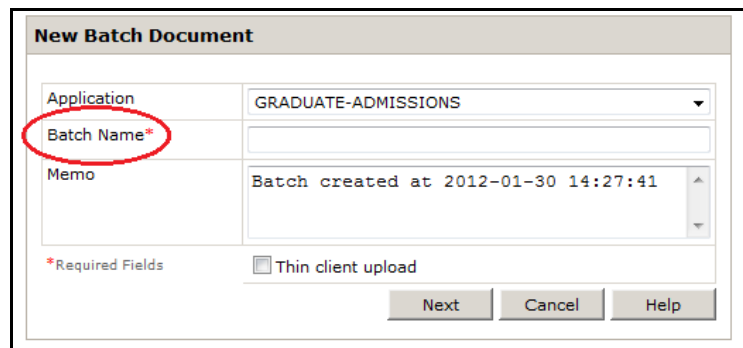 New Batch Document
Application GRADUATE-ADMISSIONS
Batch Name*
Memo Batch created at 2012-01-30 14:27:41
*Required Fields Thin client upload
Next Cancel Help